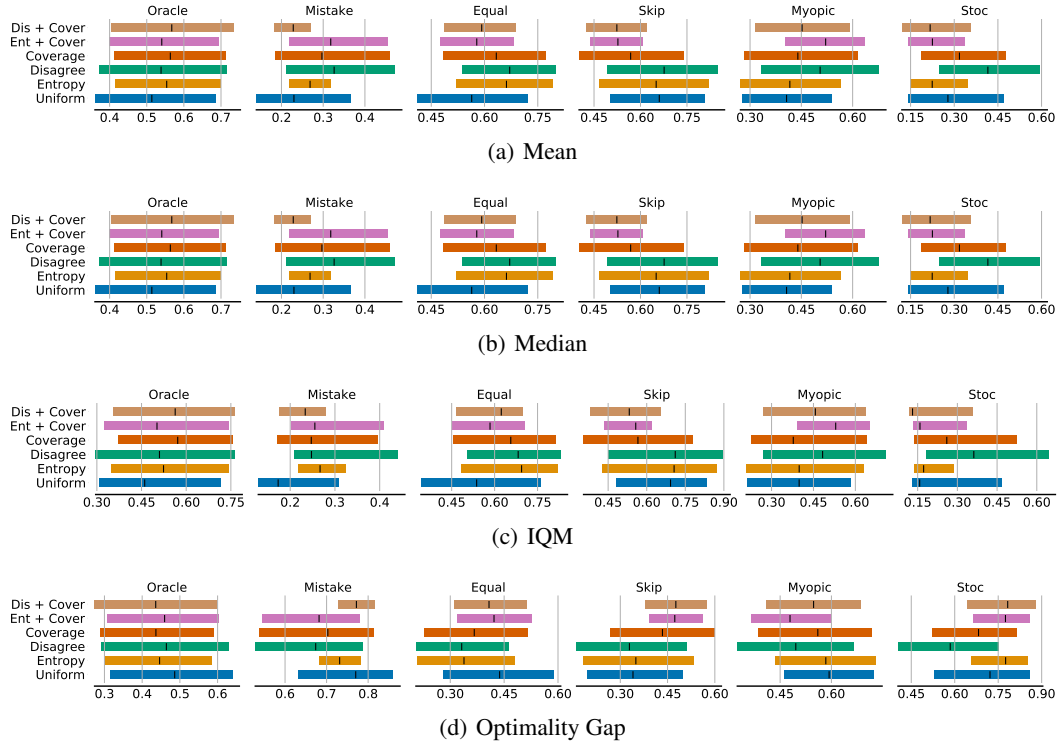 Oracle Mistake Equal Skip Myopic Stoc
Dis + Cover
Ent + Cover
Coverage
Disagree
Entropy
Uniform
0.4 0.5 0.6 0.7 0.2 0.3 0.4 0.45 0.60 0.75 0.45 0.60 0.75 0.30 0.45 0.60 0.15 0.30 0.45 0.60
(a) Mean
Oracle Mistake Equal Skip Myopic Stoc
Dis + Cover
Ent + Cover
Coverage
Disagree
Entropy
Uniform
0.4 0.5 0.6 0.7 0.2 0.3 0.4 0.45 0.60 0.75 0.45 0.60 0.75 0.30 0.45 0.60 0.15 0.30 0.45 0.60
(b) Median
Oracle Mistake Equal Skip Myopic Stoc
Dis + Cover
Ent + Cover
Coverage
Disagree
Entropy
Uniform
0.30 0.45 0.60 0.75 0.2 0.3 0.4 0.45 0.60 0.75 0.45 0.60 0.75 0.90 0.30 0.45 0.60 0.15 0.30 0.45 0.60
(c) IQM
Oracle Mistake Equal Skip Myopic Stoc
Dis + Cover
Ent + Cover
Coverage
Disagree
Entropy
Uniform
0.3 0.4 0.5 0.6 0.6 0.7 0.8 0.30 0.45 0.60 0.30 0.45 0.60 0.45 0.60 0.45 0.60 0.75 0.90
(d) Optimality Gap